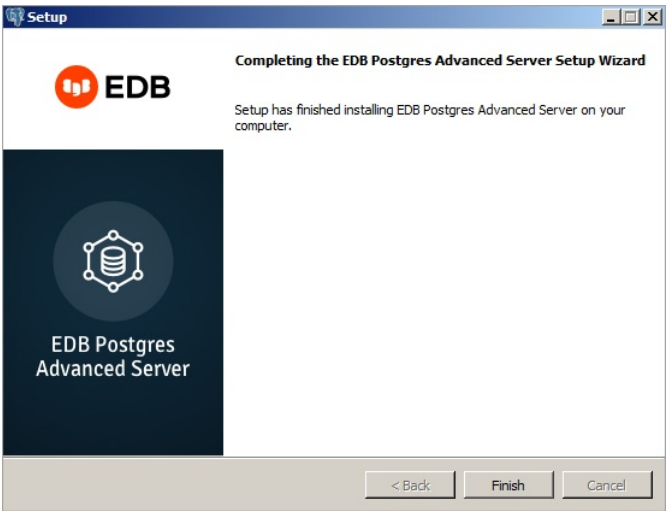 Setup
EDB
Completing the EDB Postgres Advanced Server Setup Wizard
Setup has finished installing EDB Postgres Advanced Server on your
computer.
EDB Postgres
Advanced Server
< Back
Finish
Cancel